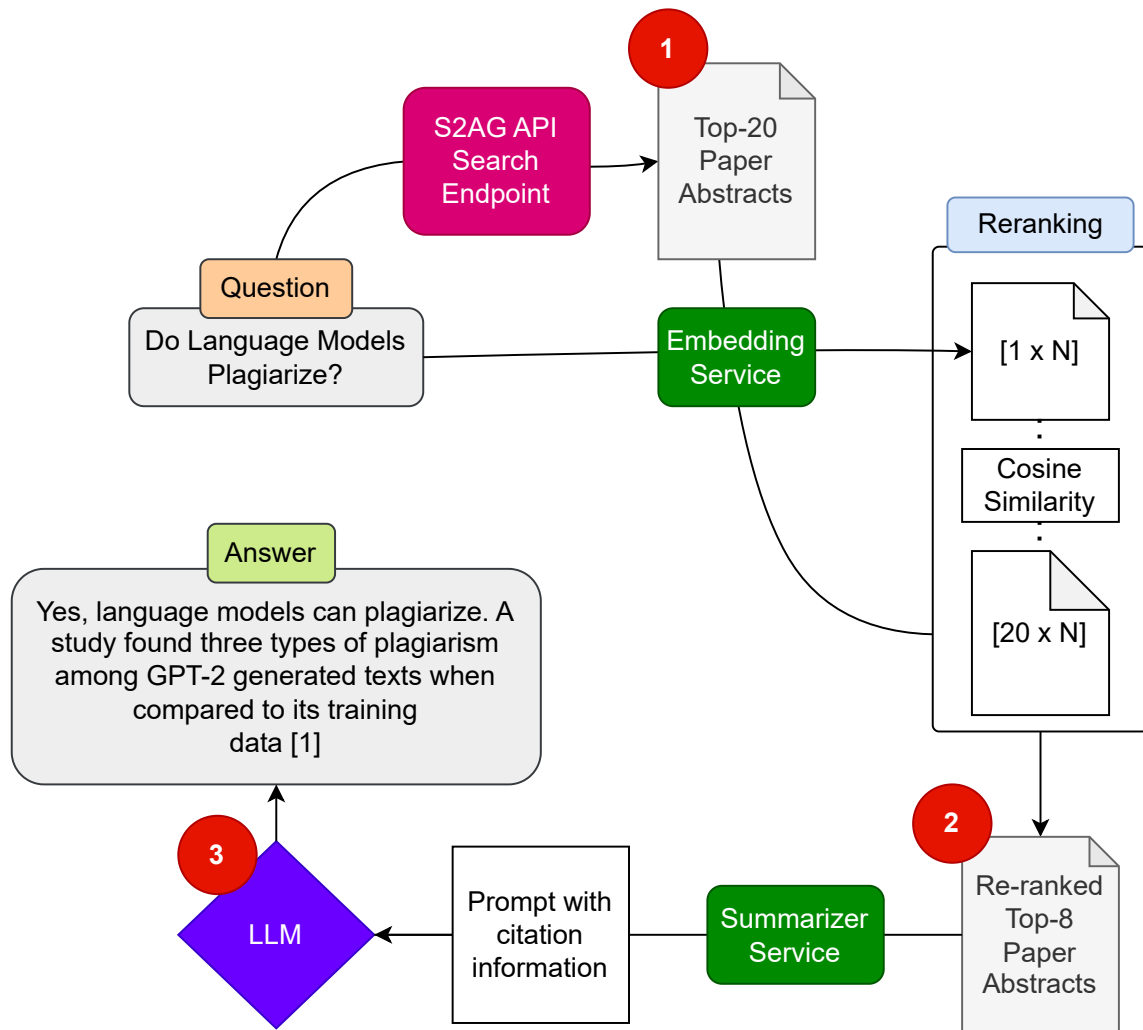 1
S2AG API
Search
Endpoint
Top-20
Paper
Abstracts
Reranking
Question
Do Language Models
Plagiarize?
Embedding
Service
[1 x N]
Cosine
Similarity
[20 x N]
Answer
Yes, language models can plagiarize. A
study found three types of plagiarism
among GPT-2 generated texts when
compared to its training
data [1]
2
3
LLM
Prompt with
citation
information
Summarizer
Service
Re-ranked
Top-8
Paper
Abstracts